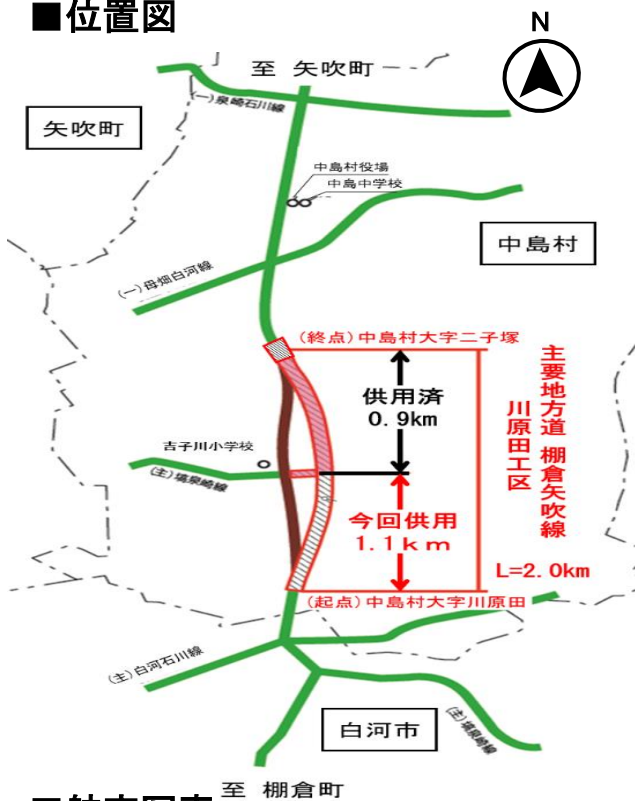 ■位置図
N
至 矢吹町
(一)泉崎石川線
矢吹町
中島村役場
中島中学校
中島村
(一)母畑白河線
(終点)中島村大字二子塚
供用済
0.9km
主要地方道 棚倉矢吹線
川原田工区
吉子川小学校
(主)塙泉崎線
今回供用
1.1km
L=2.0km
(起点)中島村大字川原田
(主)白河石川線
(主)塙泉崎線
白河市
至 棚倉町